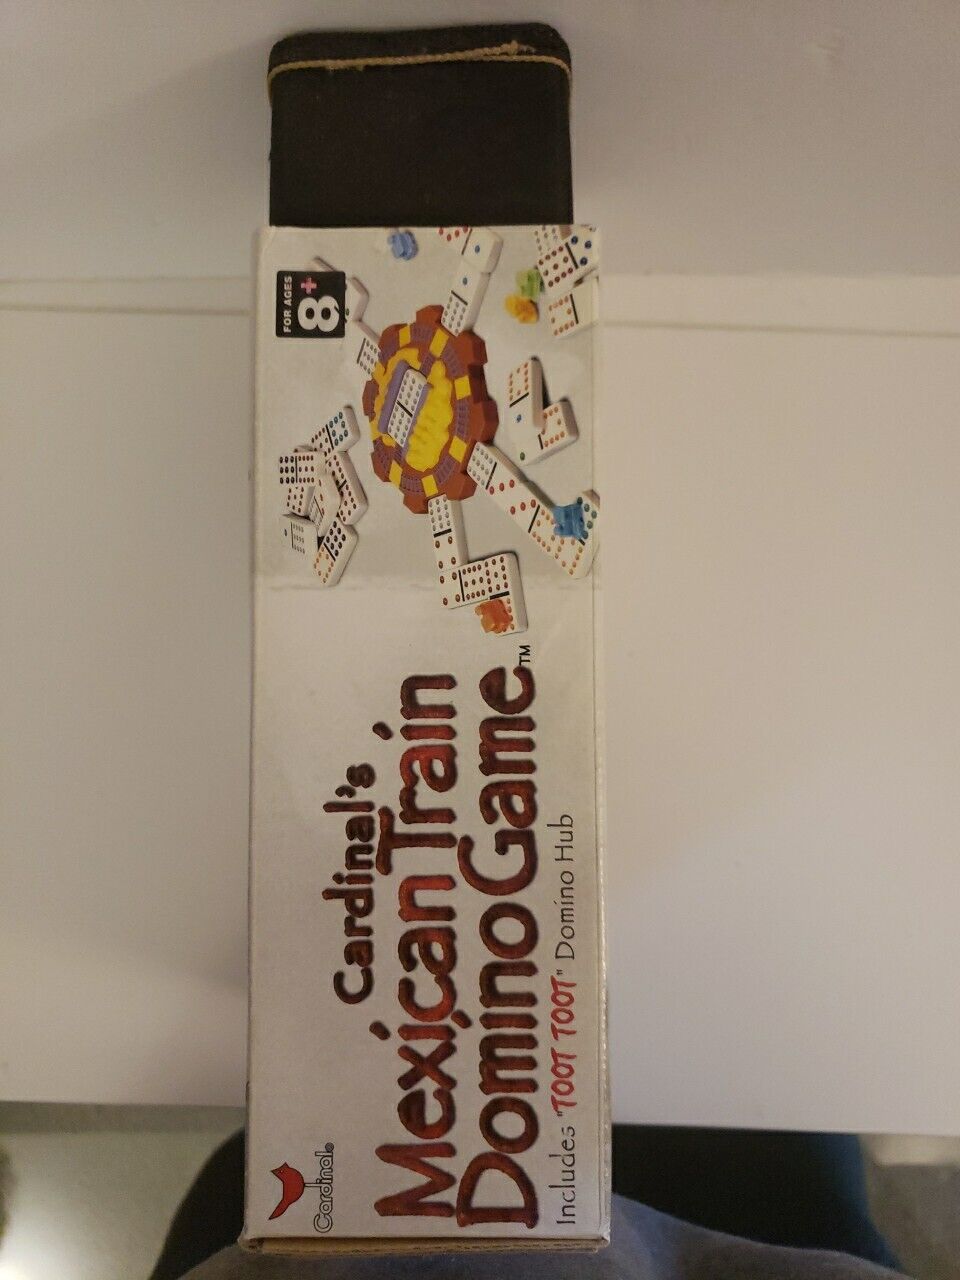 FOR AGES
8+
Cardinal's
Mexican Train
Domino Game™
Includes "TOOT TOOT" Domino Hub
Cardinal®